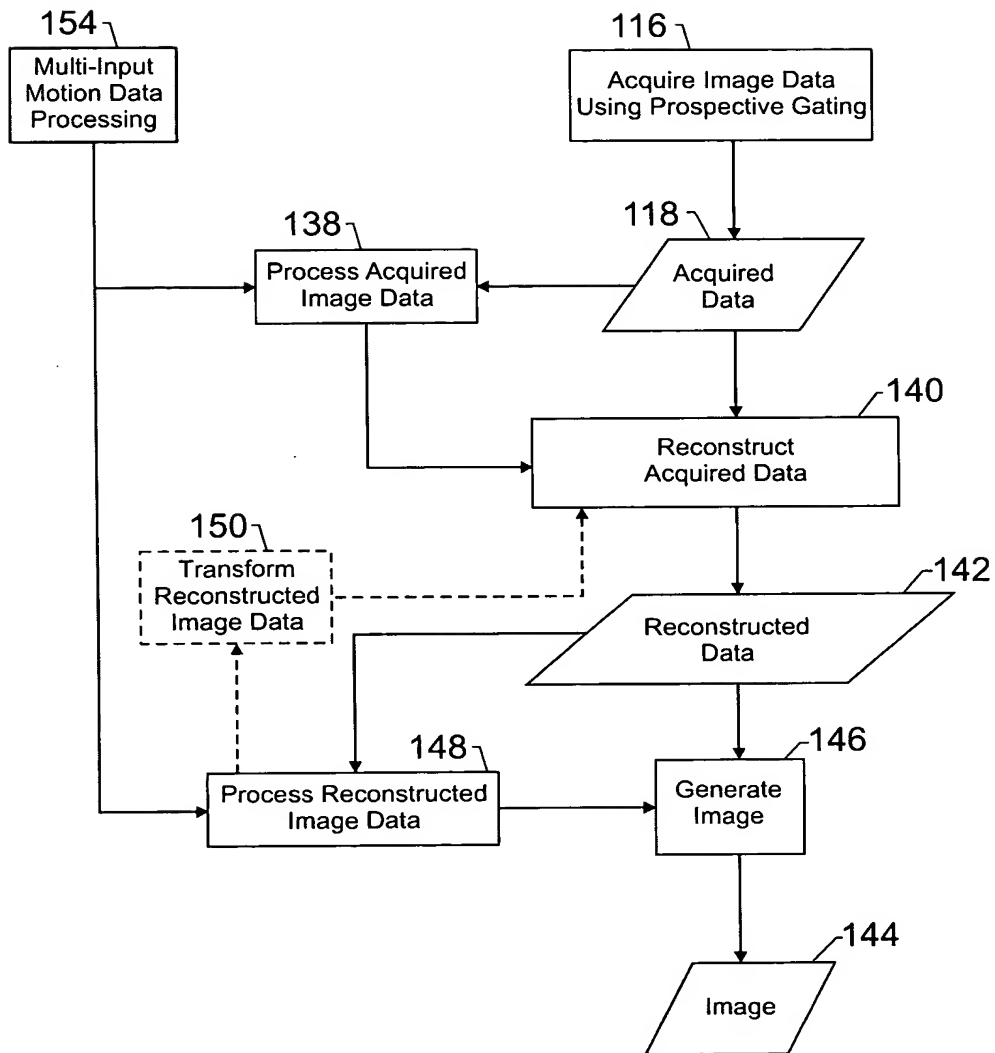 154
Multi-Input
Motion Data
Processing
116
Acquire Image Data
Using Prospective Gating
118
Acquired
Data
138
Process Acquired
Image Data
140
Reconstruct
Acquired Data
150
Transform
Reconstructed
Image Data
142
Reconstructed
Data
148
Process Reconstructed
Image Data
146
Generate
Image
144
Image